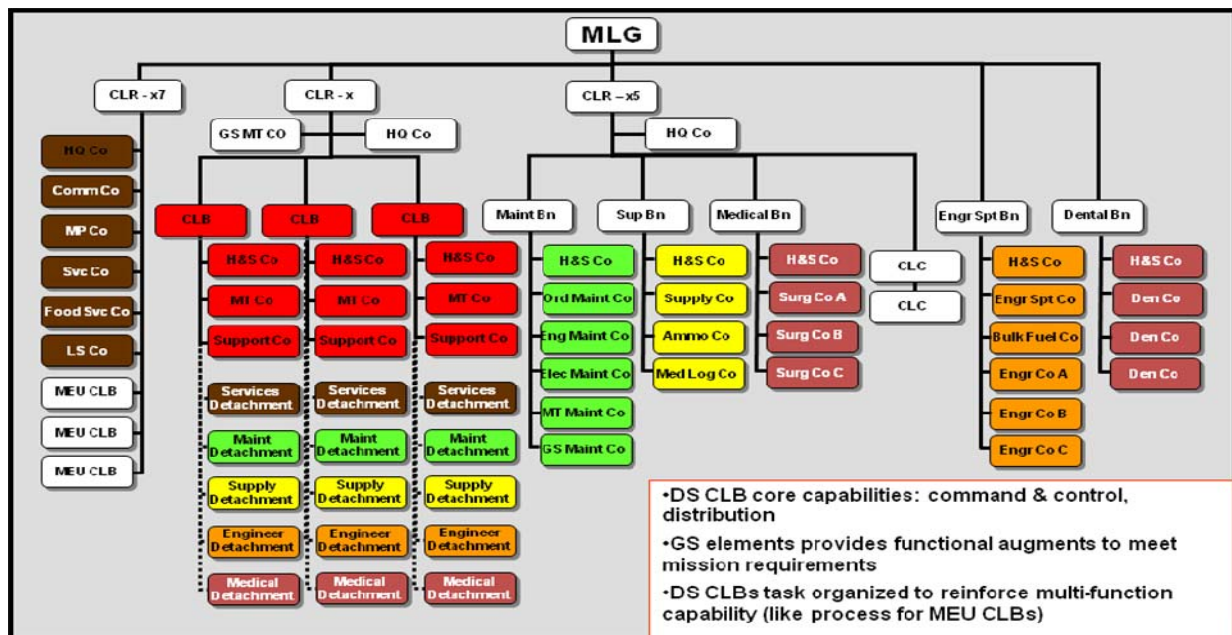 MLG
CLR - x7
CLR - x
CLR – x5
GS MT CO
HQ Co
HQ Co
HQ Co
Comm Co
MP Co
Svc Co
Food Svc Co
LS Co
MEU CLB
MEU CLB
MEU CLB
CLB
CLB
CLB
H&S Co
MT Co
Support Co
Services
Detachment
Maint
Detachment
Supply
Detachment
Engineer
Detachment
Medical
Detachment
H&S Co
MT Co
Support Co
Services
Detachment
Maint
Detachment
Supply
Detachment
Engineer
Detachment
Medical
Detachment
H&S Co
MT Co
Support Co
Services
Detachment
Maint
Detachment
Supply
Detachment
Engineer
Detachment
Medical
Detachment
Maint Bn
H&S Co
Ord Maint Co
Eng Maint Co
Elec Maint Co
MT Maint Co
GS Maint Co
Sup Bn
H&S Co
Supply Co
Ammo Co
Med Log Co
Medical Bn
H&S Co
Surg Co A
Surg Co B
Surg Co C
CLC
CLC
Engr Spt Bn
H&S Co
Engr Spt Co
Bulk Fuel Co
Engr Co A
Engr Co B
Engr Co C
Dental Bn
H&S Co
Den Co
Den Co
Den Co
•DS CLB core capabilities: command & control,
distribution
•GS elements provides functional augments to meet
mission requirements
•DS CLBs task organized to reinforce multi-function
capability (like process for MEU CLBs)